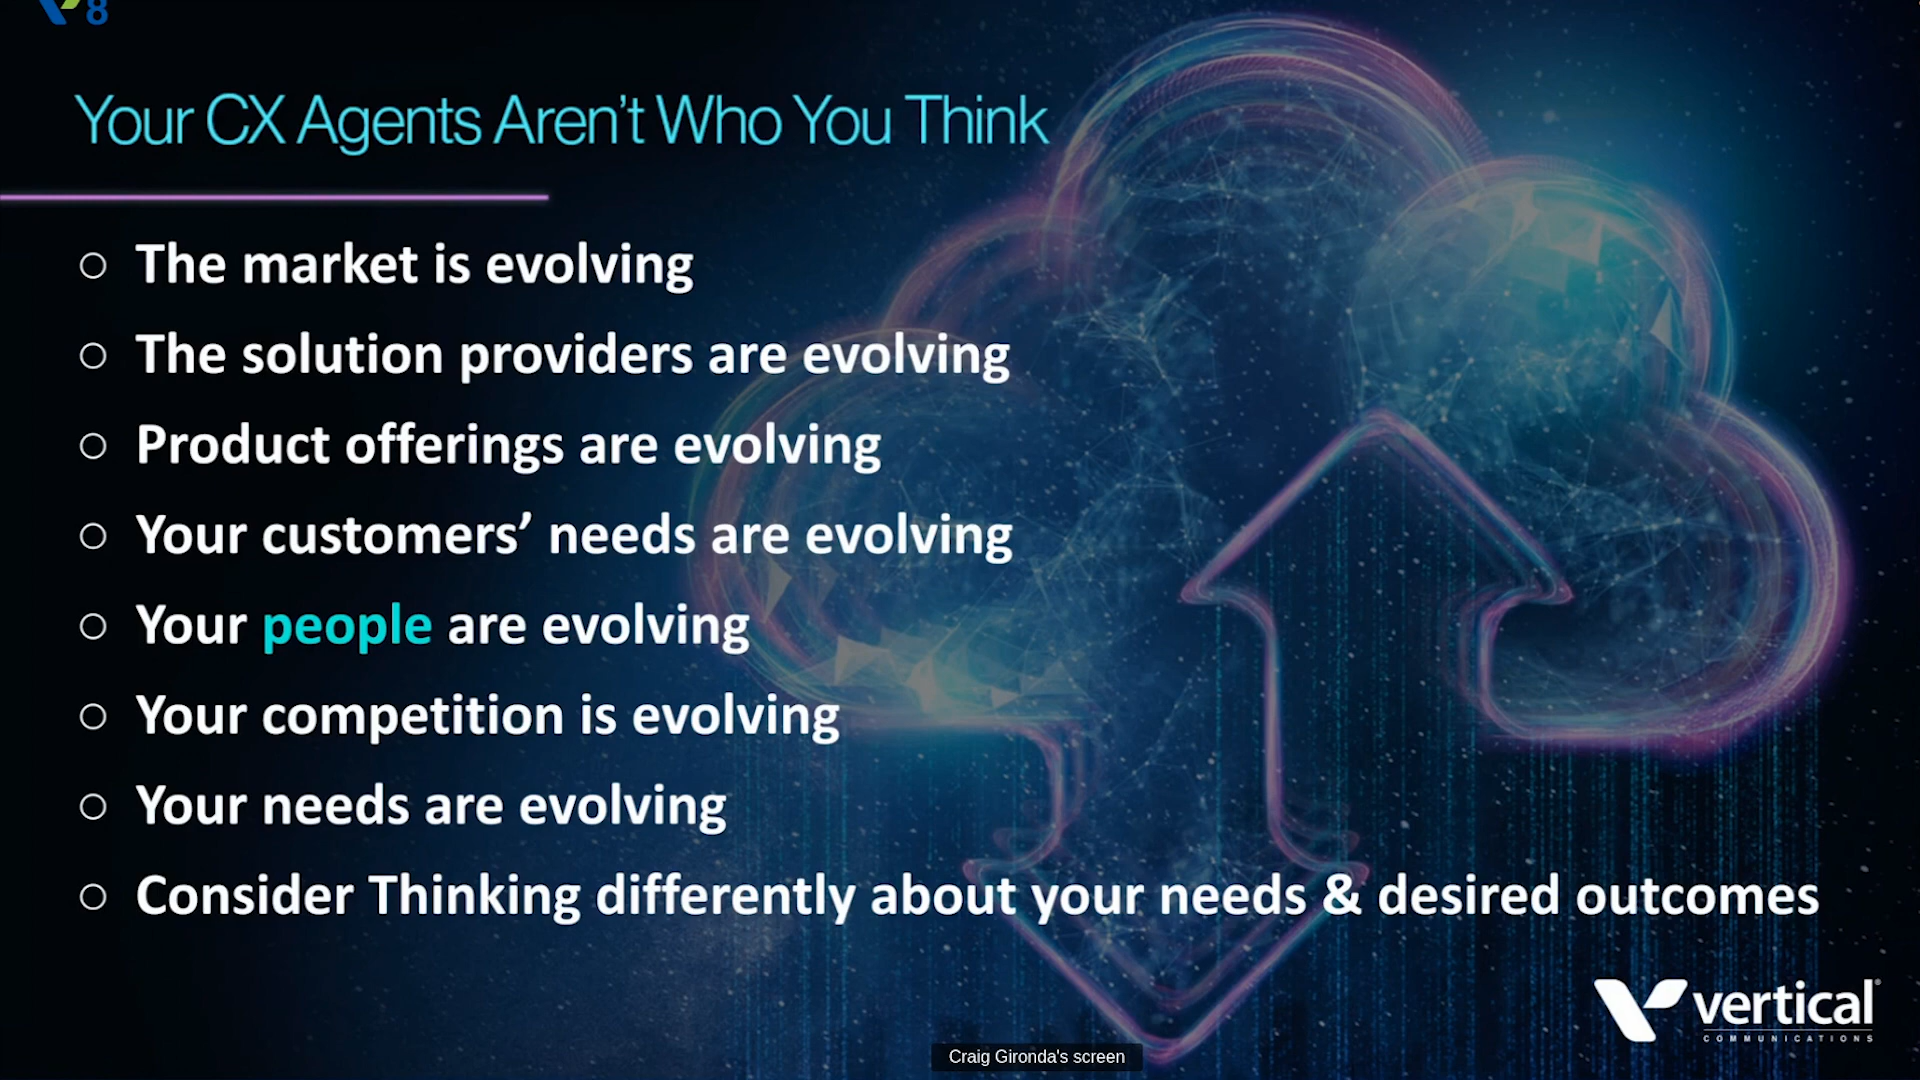 8
Your CX Agents Aren’t Who You Think
○ The market is evolving
○ The solution providers are evolving
○ Product offerings are evolving
○ Your customers’ needs are evolving
○ Your people are evolving
○ Your competition is evolving
○ Your needs are evolving
○ Consider Thinking differently about your needs & desired outcomes
vertical®
COMMUNICATIONS
Craig Gironda's screen